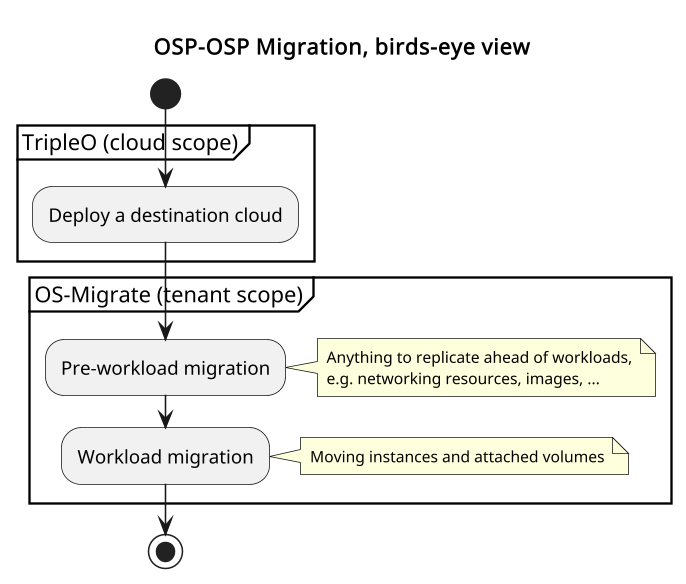 OSP-OSP Migration, birds-eye view
TripleO (cloud scope)
Deploy a destination cloud
OS-Migrate (tenant scope)
Pre-workload migration
Anything to replicate ahead of workloads,
e.g. networking resources, images, ...
Workload migration
Moving instances and attached volumes